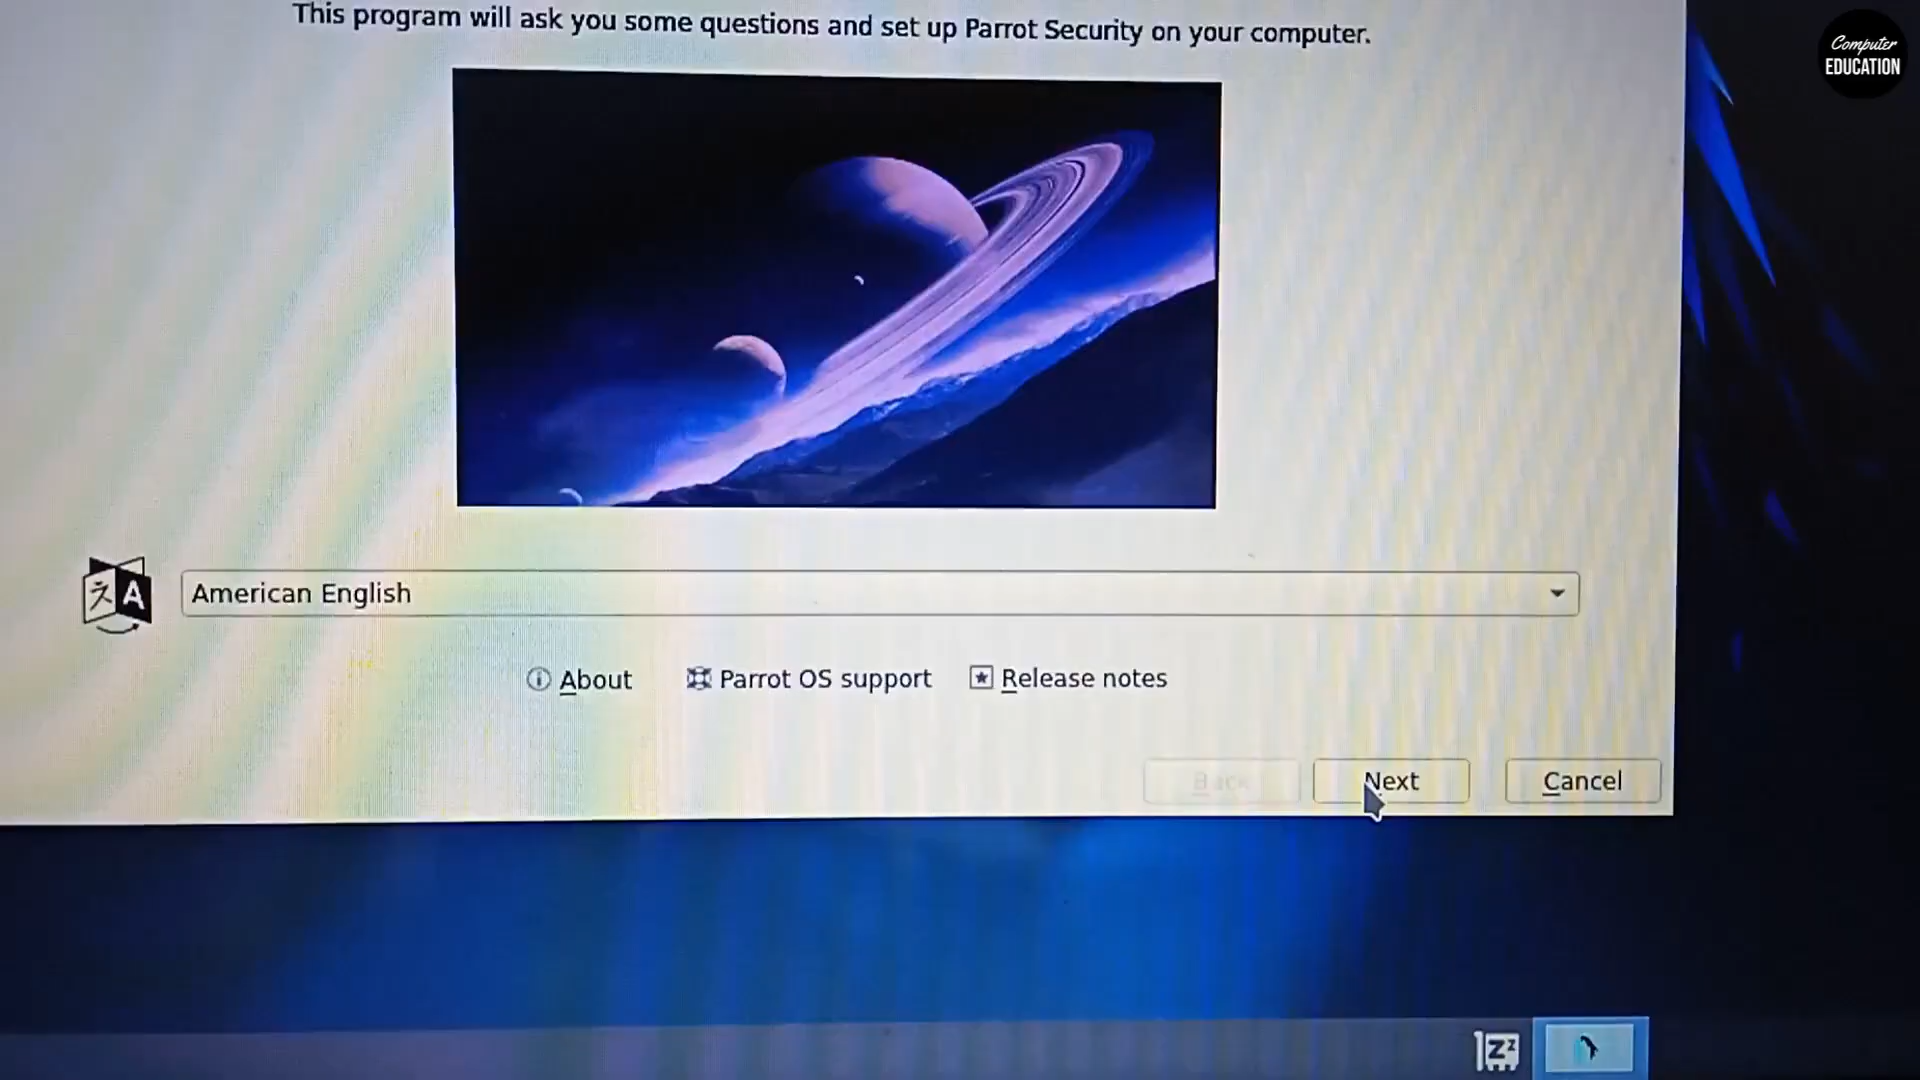 This program will ask you some questions and set up Parrot Security on your computer.
Computer
EDUCATION
American English
About
Parrot OS support
Release notes
Back
Next
Cancel